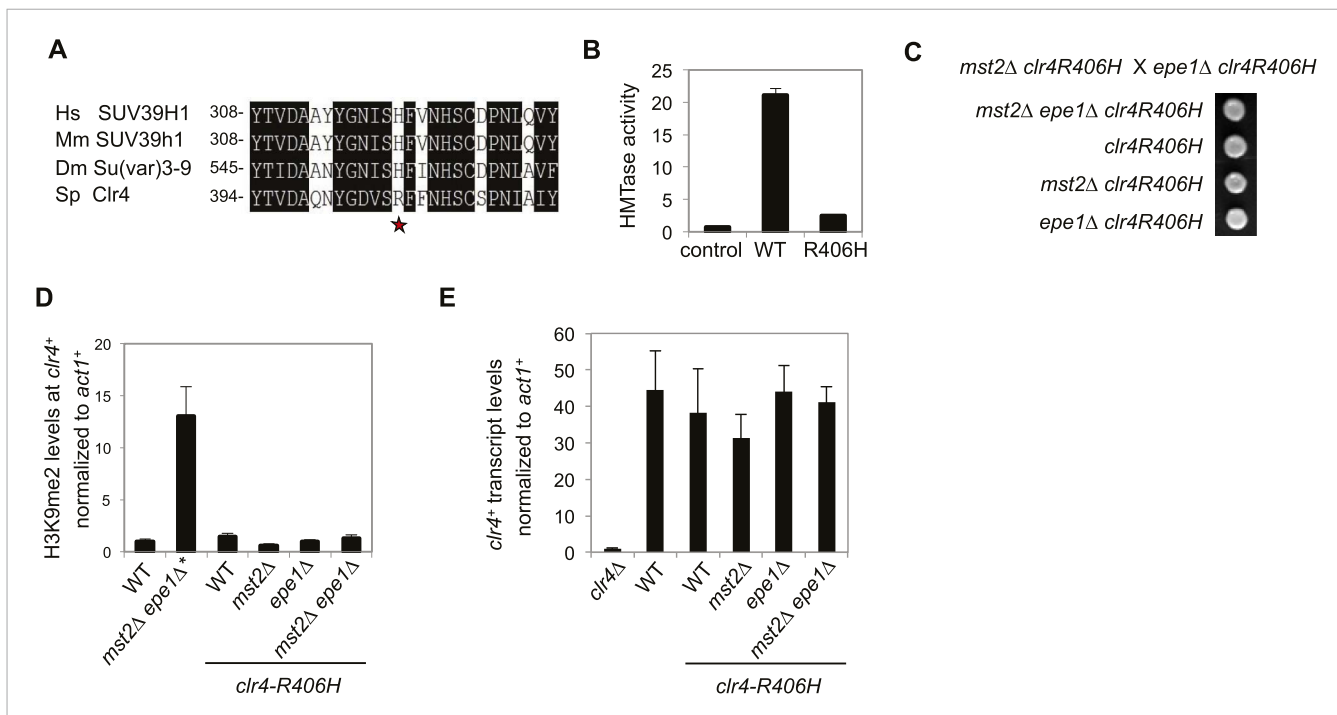 A
Hs SUV39H1 308- YTVDAAYYGNISHFVNHSCDPNLQVY
Mm SUV39h1 308- YTVDAAYYGNISHFVNHSCDPNLQVY
Dm Su(var)3-9 545- YTIDAANYGNISHFINHSCDPNLAVF
Sp Clr4 394- YTVDAQNYGDVSRFFNHSCSPNIAIY
B
HMTase activity
25
20
15
10
5
0
control WT R406H
C
mst2Δ clr4R406H X epe1Δ clr4R406H
mst2Δ epe1Δ clr4R406H
clr4R406H
mst2Δ clr4R406H
epe1Δ clr4R406H
D
H3K9me2 levels at clr4⁺
normalized to act1⁺
20
15
10
5
0
WT
mst2Δ epe1Δ*
WT
mst2Δ
epe1Δ
mst2Δ epe1Δ
clr4-R406H
E
clr4⁺ transcript levels
normalized to act1⁺
60
50
40
30
20
10
0
clr4Δ
WT
WT
mst2Δ
epe1Δ
mst2Δ epe1Δ
clr4-R406H